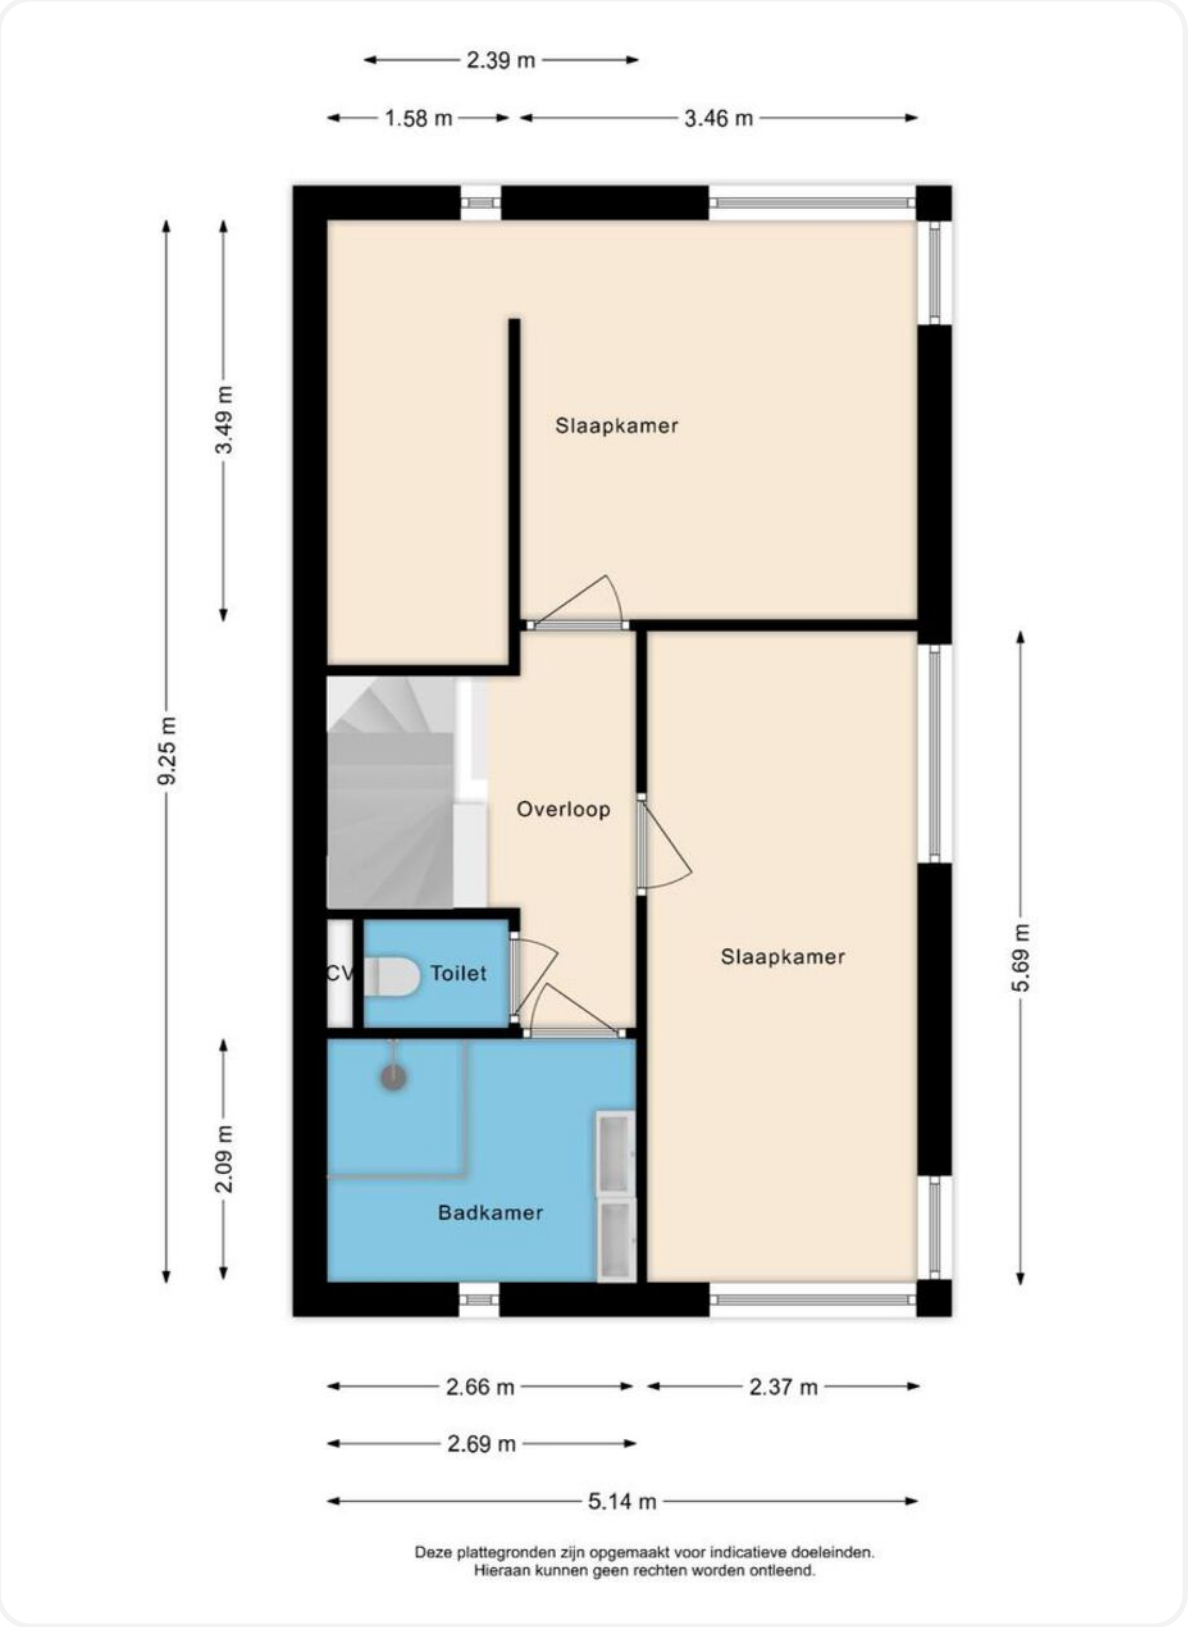 2.39 m
1.58 m
3.46 m
3.49 m
Slaapkamer
9.25 m
Overloop
Slaapkamer
5.69 m
CV
Toilet
2.09 m
Badkamer
2.66 m
2.37 m
2.69 m
5.14 m
Deze plattegronden zijn opgemaakt voor indicatieve doeleinden.
Hieraan kunnen geen rechten worden ontleend.